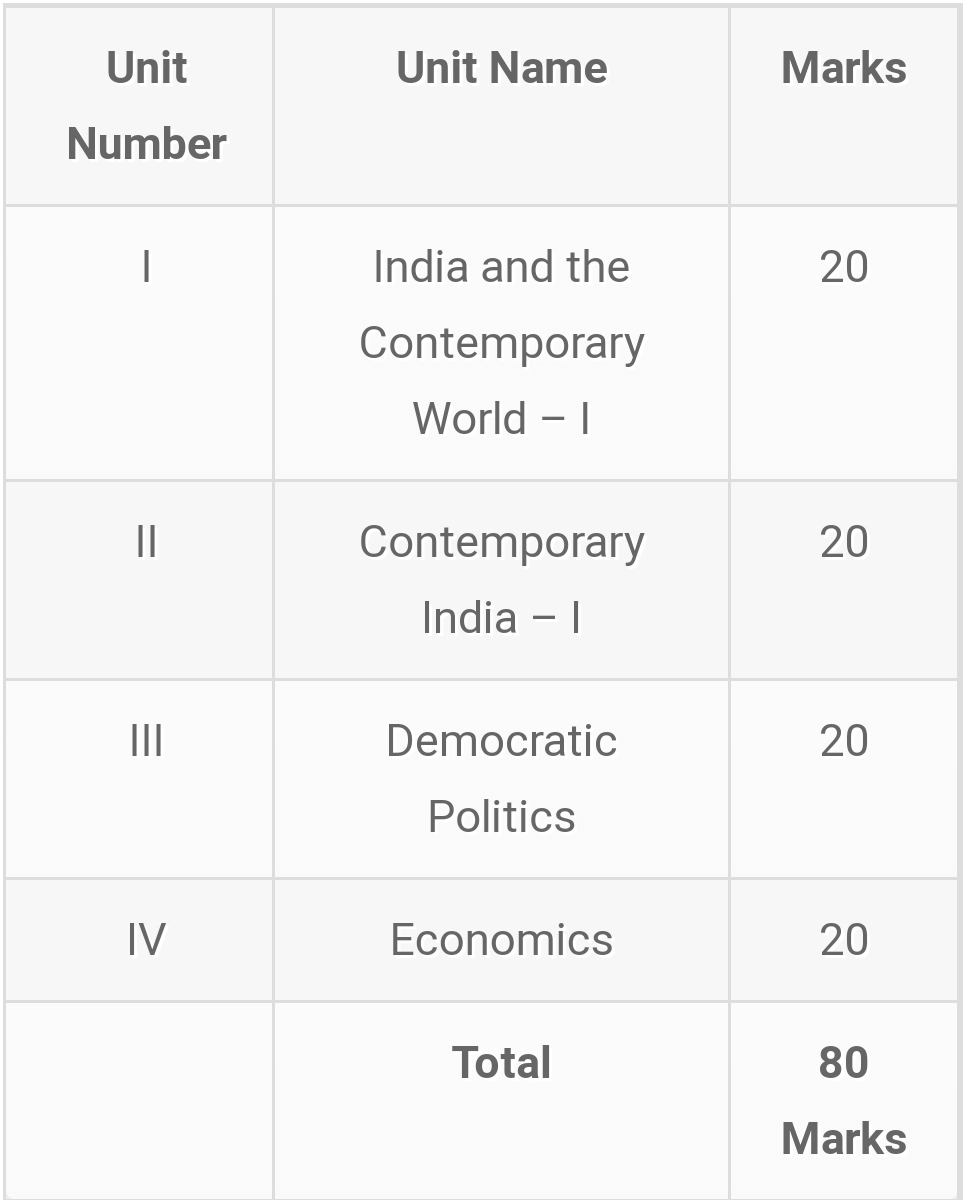 Unit Number
Unit Name
Marks
I
India and the
Contemporary
World – I
20
II
Contemporary
India – I
20
III
Democratic
Politics
20
IV
Economics
20
Total
80
Marks